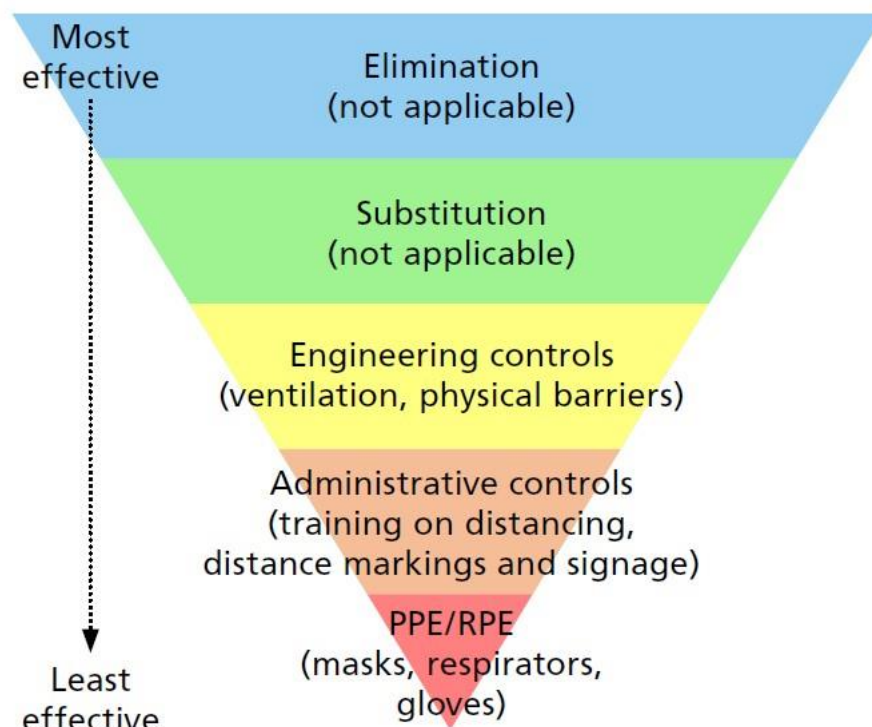 Most
effective
Elimination
(not applicable)
Substitution
(not applicable)
Engineering controls
(ventilation, physical barriers)
Administrative controls
(training on distancing,
distance markings and signage)
PPE/RPE
(masks, respirators,
gloves)
Least
effective